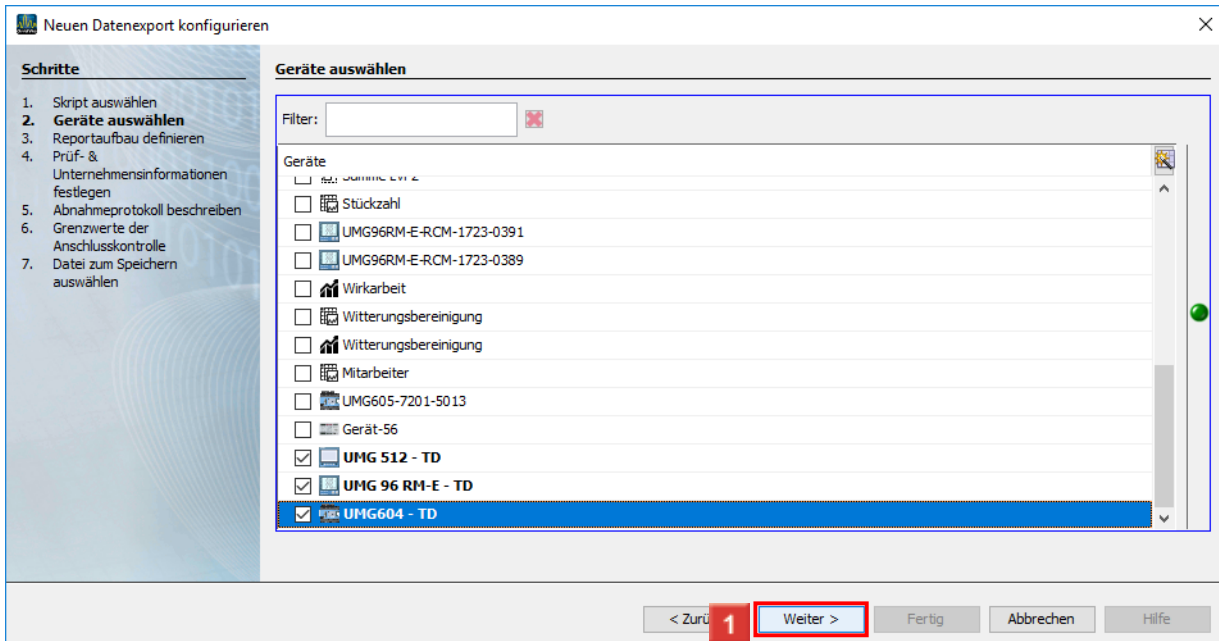 Neuen Datenexport konfigurieren
Schritte
1. Skript auswählen
2. Geräte auswählen
3. Reportaufbau definieren
4. Prüf- &
Unternehmensinformationen
festlegen
5. Abnahmeprotokoll beschreiben
6. Grenzwerte der
Anschlusskontrolle
7. Datei zum Speichern
auswählen
Geräte auswählen
Filter:
Geräte
Stückzahl
UMG96RM-E-RCM-1723-0391
UMG96RM-E-RCM-1723-0389
Wirkarbeit
Witterungsbereinigung
Witterungsbereinigung
Mitarbeiter
UMG605-7201-5013
Gerät-56
UMG 512 - TD
UMG 96 RM-E - TD
UMG604 - TD
< Zurü
1
Weiter >
Fertig
Abbrechen
Hilfe